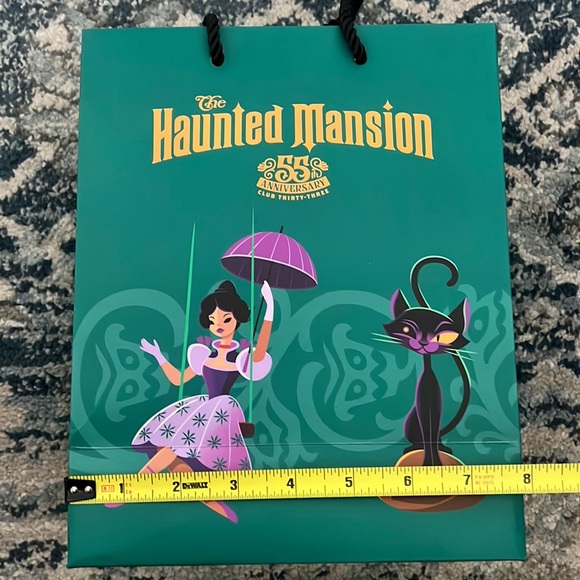 The
Haunted Mansion
55th
ANNIVERSARY
CLUB THIRTY-THREE
1 2 DEWALT 3 4 5 6 7 8